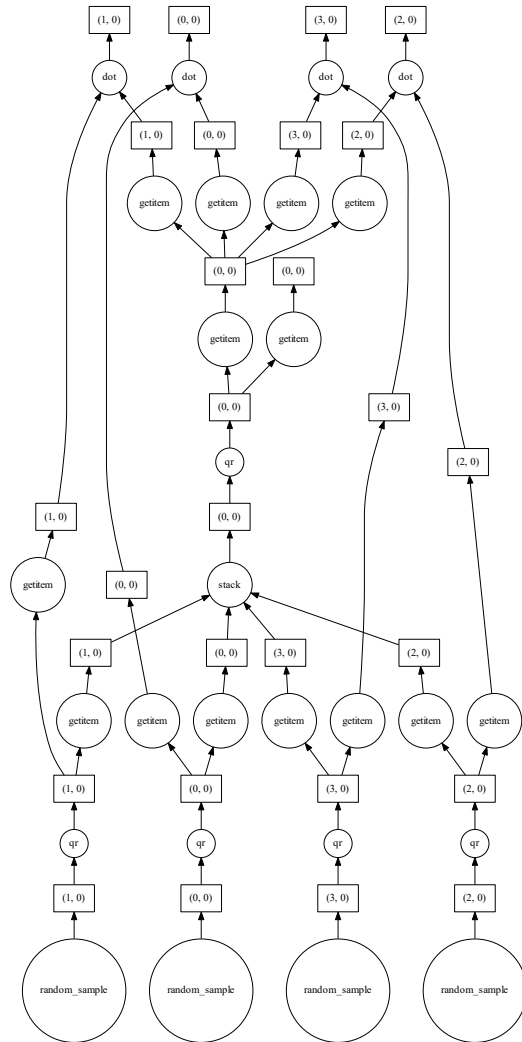 (1, 0) (0, 0) (3, 0) (2, 0)
dot dot dot dot
(1, 0) (0, 0) (3, 0) (2, 0)
getitem getitem getitem getitem
(0, 0) (0, 0)
getitem getitem
(0, 0) (3, 0)
qr (2, 0)
(1, 0) (0, 0)
getitem (0, 0) stack
(1, 0) (0, 0) (3, 0) (2, 0)
getitem getitem getitem getitem getitem getitem getitem
(1, 0) (0, 0) (3, 0) (2, 0)
qr qr qr qr
(1, 0) (0, 0) (3, 0) (2, 0)
random_sample random_sample random_sample random_sample